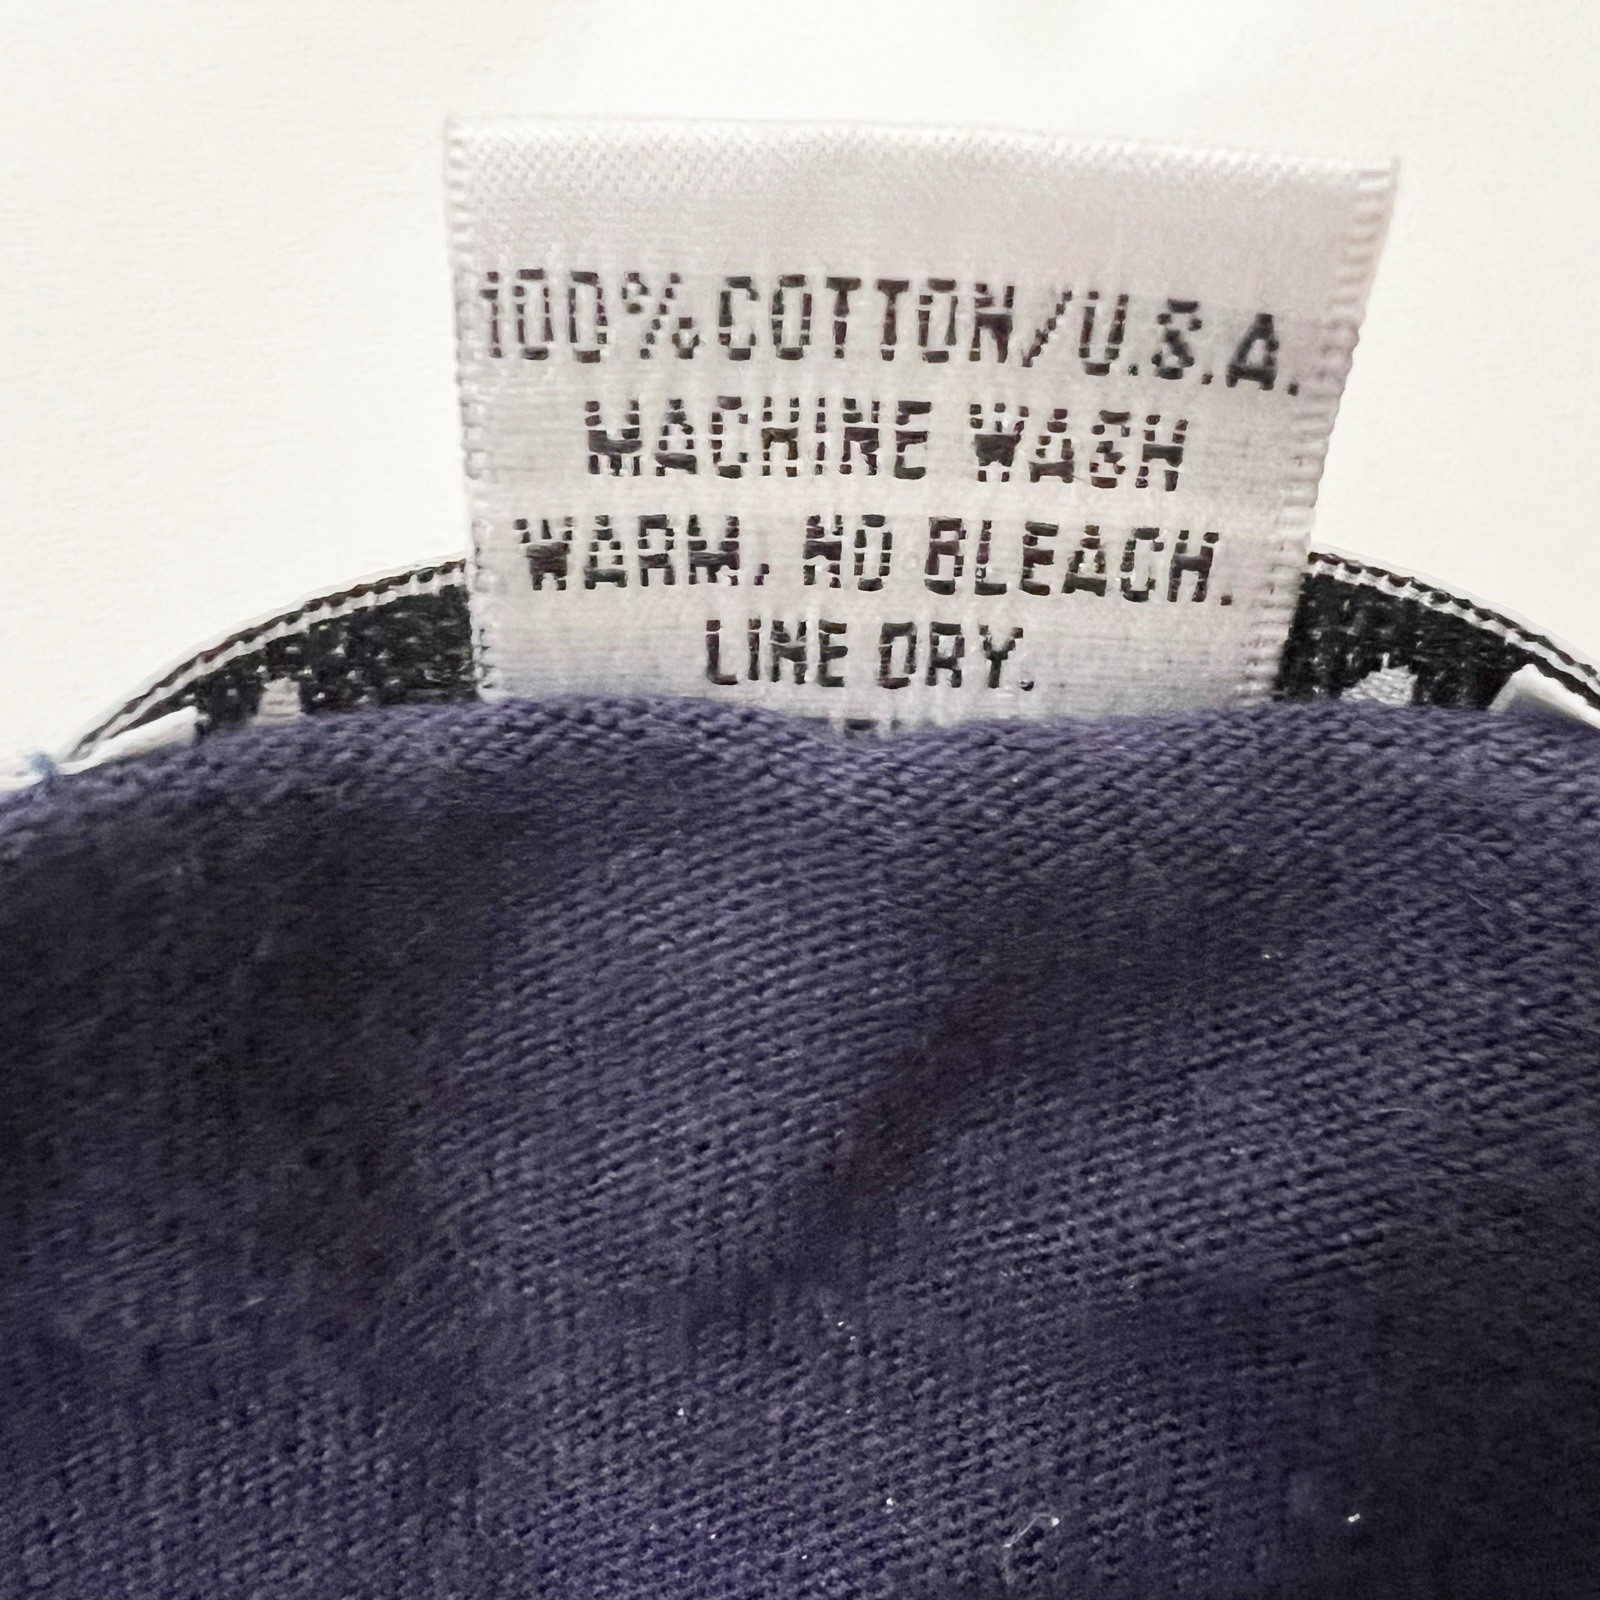 100% COTTON/U.S.A.
MACHINE WASH
WARM, NO BLEACH.
LINE DRY.